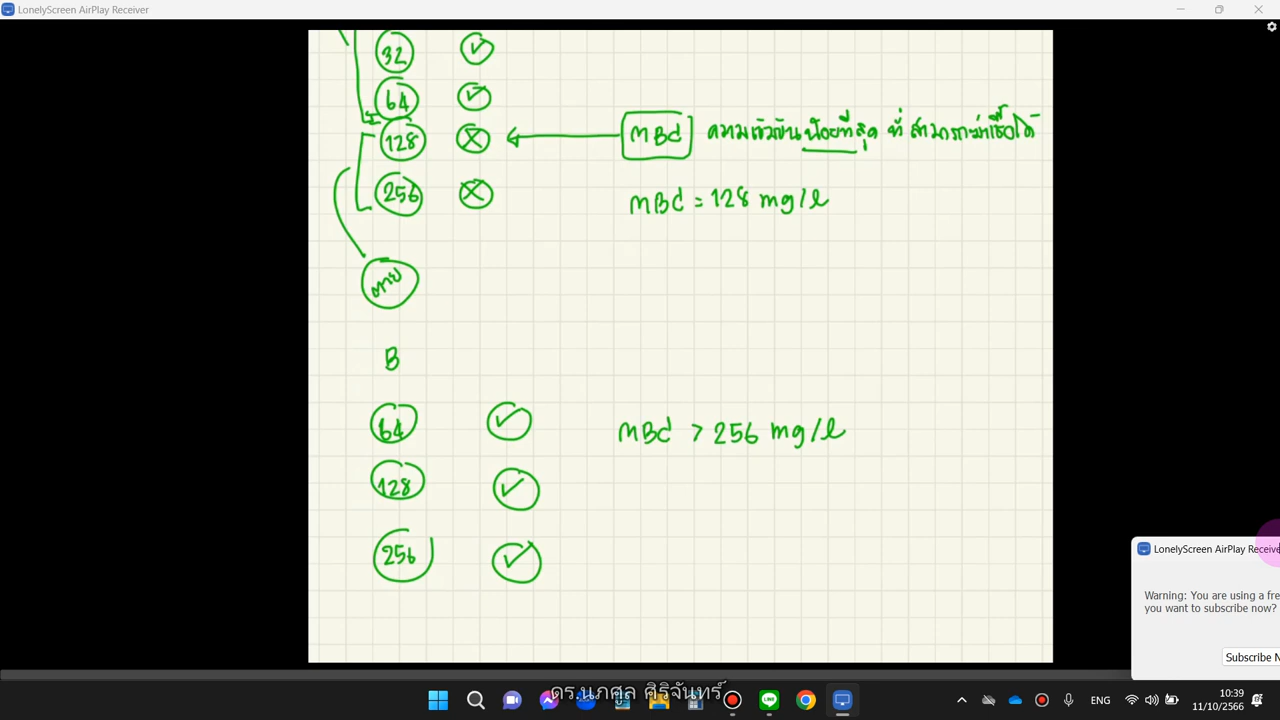 LonelyScreen AirPlay Receiver
32
64
128
MBC ความเข้มข้นน้อยที่สุด ที่ สามารถฆ่าเชื้อได้
256
MBC = 128 mg/l
ตาย
B
64
MBC > 256 mg/l
128
256
LonelyScreen AirPlay Receive
Warning: You are using a fre
you want to subscribe now?
Subscribe N
ดร.นภศูล ศิริจันทร์
ENG
10:39
11/10/2566